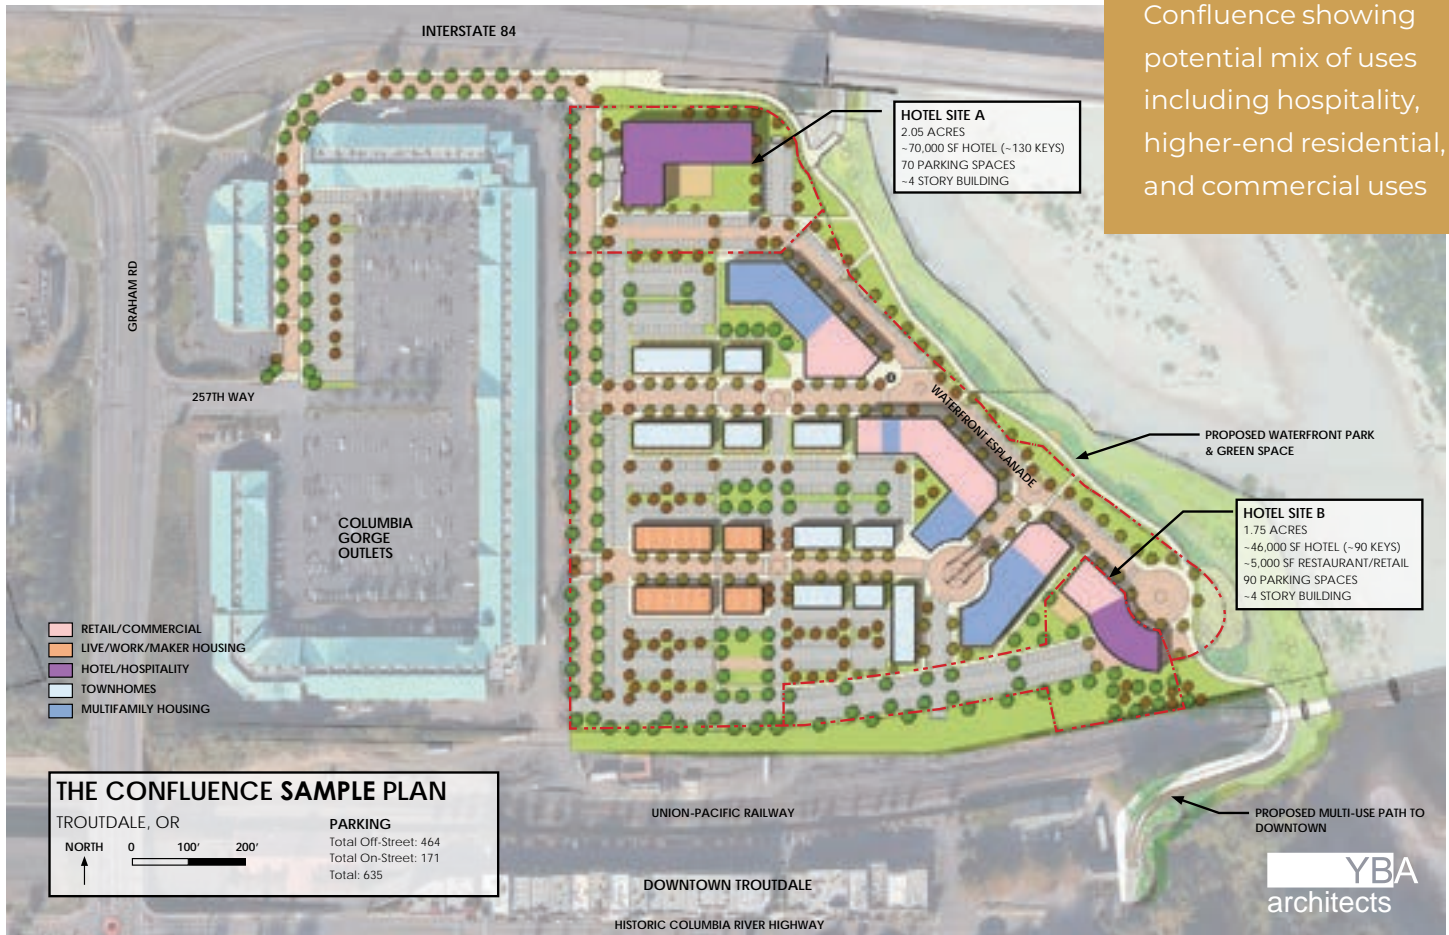 INTERSTATE 84
Confluence showing
potential mix of uses
including hospitality,
higher-end residential,
and commercial uses
HOTEL SITE A
2.05 ACRES
~70,000 SF HOTEL (~130 KEYS)
70 PARKING SPACES
~4 STORY BUILDING
GRAHAM RD
257TH WAY
WATERFRONT ESPLANADE
PROPOSED WATERFRONT PARK
& GREEN SPACE
COLUMBIA
GORGE
OUTLETS
HOTEL SITE B
1.75 ACRES
~46,000 SF HOTEL (~90 KEYS)
~5,000 SF RESTAURANT/RETAIL
90 PARKING SPACES
~4 STORY BUILDING
RETAIL/COMMERCIAL
LIVE/WORK/MAKER HOUSING
HOTEL/HOSPITALITY
TOWNHOMES
MULTIFAMILY HOUSING
THE CONFLUENCE SAMPLE PLAN
TROUTDALE, OR
NORTH
0 100' 200'
PARKING
Total Off-Street: 464
Total On-Street: 171
Total: 635
UNION-PACIFIC RAILWAY
PROPOSED MULTI-USE PATH TO
DOWNTOWN
DOWNTOWN TROUTDALE
HISTORIC COLUMBIA RIVER HIGHWAY
YBA
architects